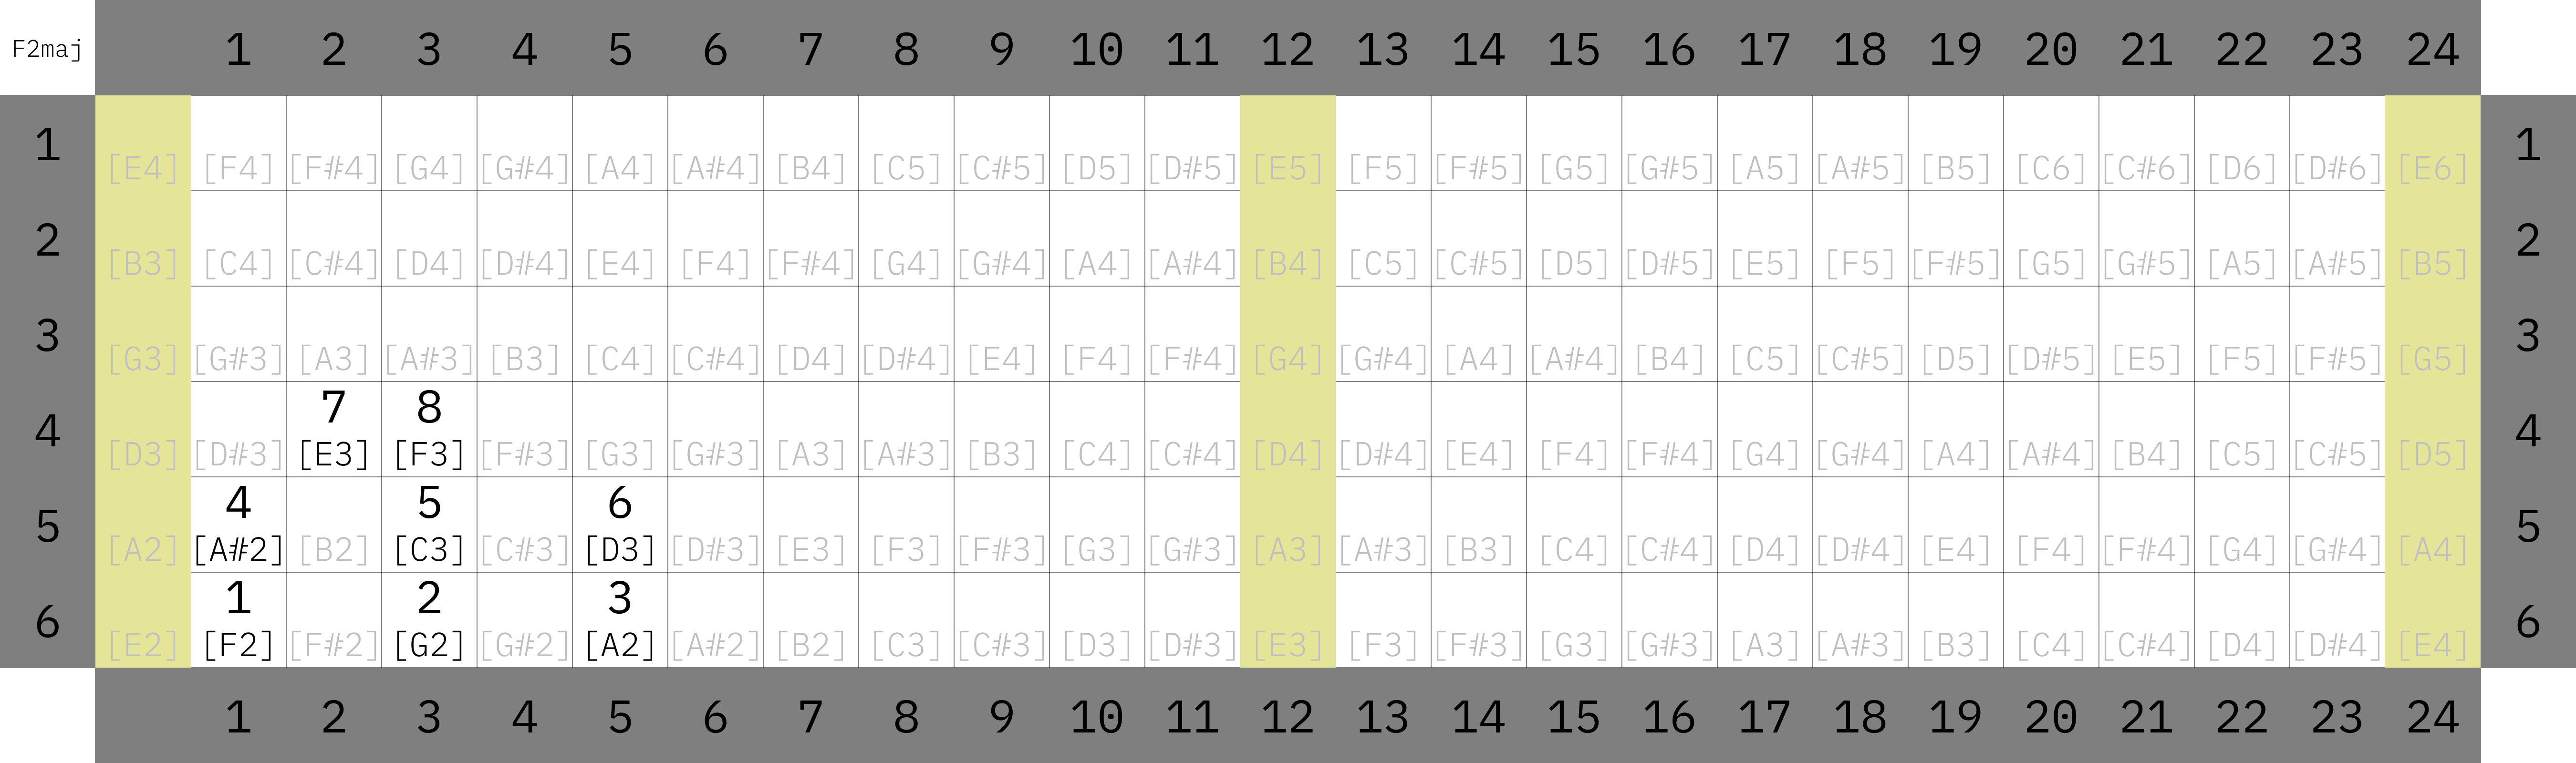 F2maj 1 2 3 4 5 6 7 8 9 10 11 12 13 14 15 16 17 18 19 20 21 22 23 24
1 [E4] [F4] [F#4] [G4] [G#4] [A4] [A#4] [B4] [C5] [C#5] [D5] [D#5] [E5] [F5] [F#5] [G5] [G#5] [A5] [A#5] [B5] [C6] [C#6] [D6] [D#6] [E6] 1
2 [B3] [C4] [C#4] [D4] [D#4] [E4] [F4] [F#4] [G4] [G#4] [A4] [A#4] [B4] [C5] [C#5] [D5] [D#5] [E5] [F5] [F#5] [G5] [G#5] [A5] [A#5] [B5] 2
3 [G3] [G#3] [A3] [A#3] [B3] [C4] [C#4] [D4] [D#4] [E4] [F4] [F#4] [G4] [G#4] [A4] [A#4] [B4] [C5] [C#5] [D5] [D#5] [E5] [F5] [F#5] [G5] 3
7 8
4 [D3] [D#3] [E3] [F3] [F#3] [G3] [G#3] [A3] [A#3] [B3] [C4] [C#4] [D4] [D#4] [E4] [F4] [F#4] [G4] [G#4] [A4] [A#4] [B4] [C5] [C#5] [D5] 4
4 5 6
5 [A2] [A#2] [B2] [C3] [C#3] [D3] [D#3] [E3] [F3] [F#3] [G3] [G#3] [A3] [A#3] [B3] [C4] [C#4] [D4] [D#4] [E4] [F4] [F#4] [G4] [G#4] [A4] 5
1 2 3
6 [E2] [F2] [F#2] [G2] [G#2] [A2] [A#2] [B2] [C3] [C#3] [D3] [D#3] [E3] [F3] [F#3] [G3] [G#3] [A3] [A#3] [B3] [C4] [C#4] [D4] [D#4] [E4] 6
1 2 3 4 5 6 7 8 9 10 11 12 13 14 15 16 17 18 19 20 21 22 23 24